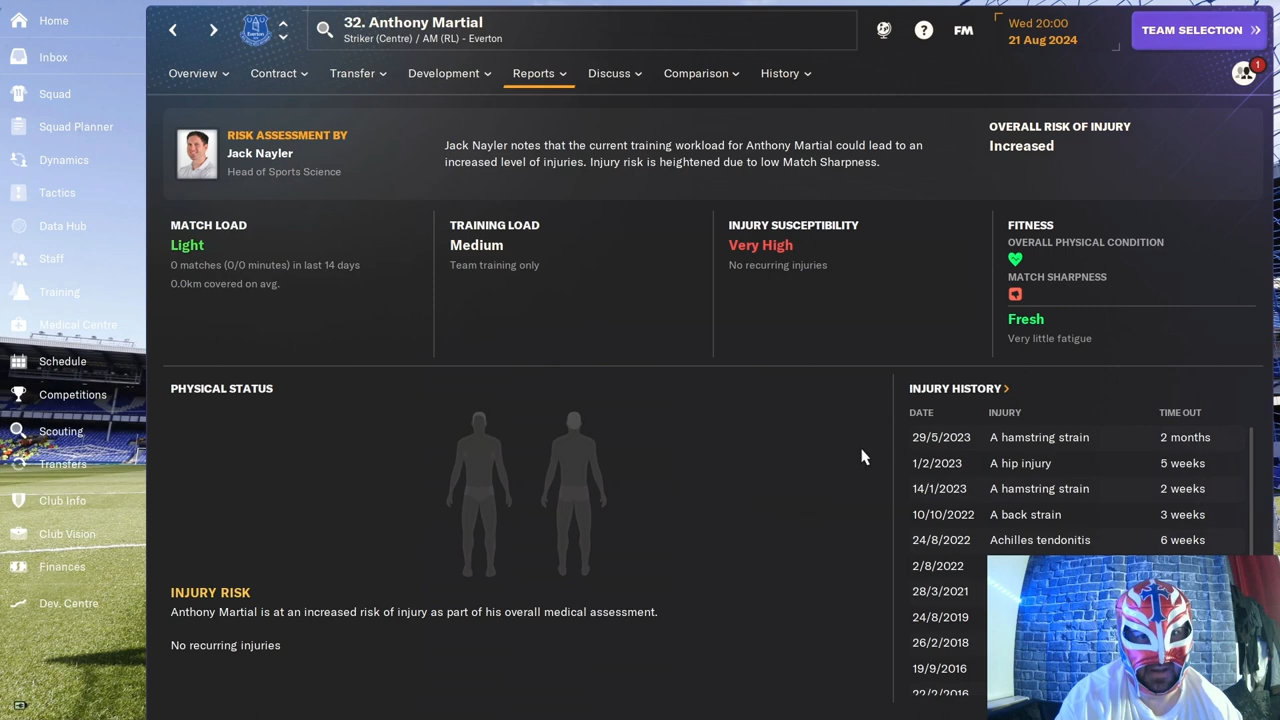 Home
Inbox
Squad
Squad Planner
Dynamics
Tactics
Data Hub
Staff
Training
Medical Centre
Schedule
Competitions
Scouting
Transfers
Club Info
Club Vision
Finances
Dev. Centre
Everton
32. Anthony Martial
Striker (Centre) / AM (RL) - Everton
?
FM
Wed 20:00
21 Aug 2024
TEAM SELECTION
Overview
Contract
Transfer
Development
Reports
Discuss
Comparison
History
1
RISK ASSESSMENT BY
Jack Nayler
Head of Sports Science
Jack Nayler notes that the current training workload for Anthony Martial could lead to an
increased level of injuries. Injury risk is heightened due to low Match Sharpness.
OVERALL RISK OF INJURY
Increased
MATCH LOAD
Light
0 matches (0/0 minutes) in last 14 days
0.0km covered on avg.
TRAINING LOAD
Medium
Team training only
INJURY SUSCEPTIBILITY
Very High
No recurring injuries
FITNESS
OVERALL PHYSICAL CONDITION
MATCH SHARPNESS
Fresh
Very little fatigue
PHYSICAL STATUS
INJURY RISK
Anthony Martial is at an increased risk of injury as part of his overall medical assessment.
No recurring injuries
INJURY HISTORY
DATE INJURY TIME OUT
29/5/2023 A hamstring strain 2 months
1/2/2023 A hip injury 5 weeks
14/1/2023 A hamstring strain 2 weeks
10/10/2022 A back strain 3 weeks
24/8/2022 Achilles tendonitis 6 weeks
2/8/2022
28/3/2021
24/8/2019
26/2/2018
19/9/2016
22/2/2016